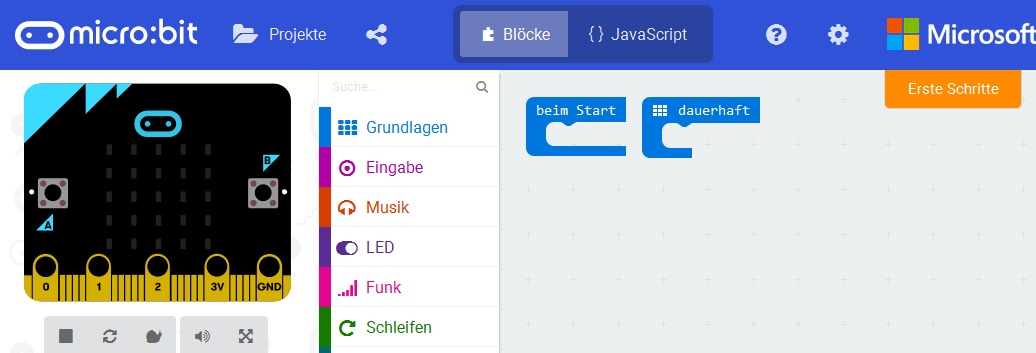 micro:bit
Projekte
Blöcke
{ } JavaScript
Microsoft
Suche...
Erste Schritte
beim Start
dauerhaft
Grundlagen
Eingabe
Musik
LED
Funk
Schleifen
B
A
0 1 2 3V GND